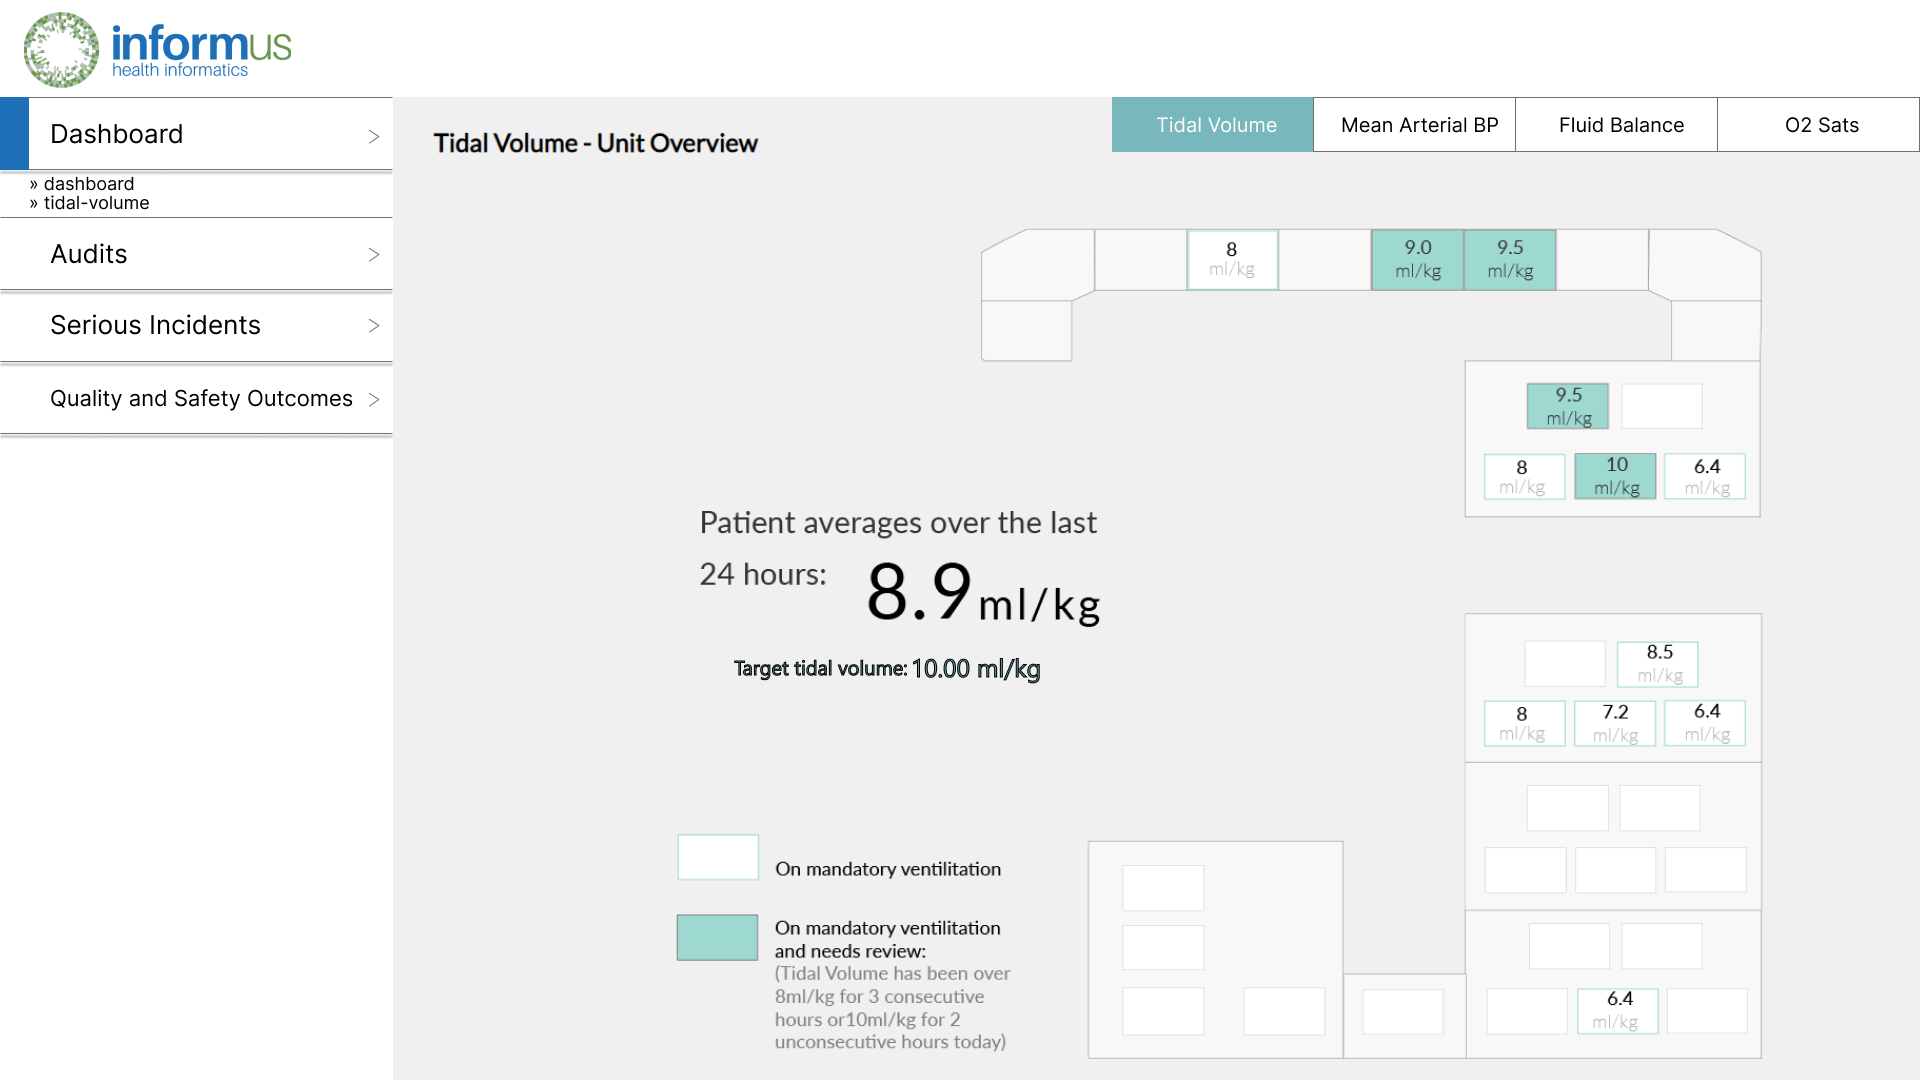 informus
health informatics
Dashboard
» dashboard
» tidal-volume
Audits
Serious Incidents
Quality and Safety Outcomes
Tidal Volume - Unit Overview
Tidal Volume
Mean Arterial BP
Fluid Balance
O2 Sats
8
ml/kg
9.0
ml/kg
9.5
ml/kg
9.5
ml/kg
8
ml/kg
10
ml/kg
6.4
ml/kg
Patient averages over the last
24 hours: 8.9 ml/kg
Target tidal volume: 10.00 ml/kg
8.5
ml/kg
8
ml/kg
7.2
ml/kg
6.4
ml/kg
On mandatory ventilitation
On mandatory ventilitation
and needs review:
(Tidal Volume has been over
8ml/kg for 3 consecutive
hours or10ml/kg for 2
unconsecutive hours today)
6.4
ml/kg